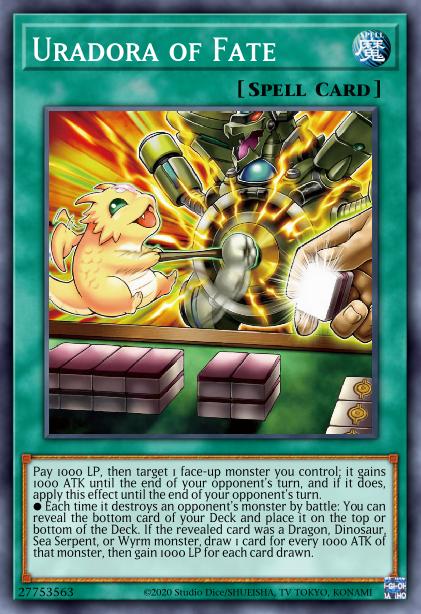 URADORA OF FATE
SPELL
魔
[SPELL CARD]
Pay 1000 LP, then target 1 face-up monster you control; it gains
1000 ATK until the end of your opponent's turn, and if it does,
apply this effect until the end of your opponent's turn.
● Each time it destroys an opponent's monster by battle: You can
reveal the bottom card of your Deck and place it on the top or
bottom of the Deck. If the revealed card was a Dragon, Dinosaur,
Sea Serpent, or Wyrm monster, draw 1 card for every 1000 ATK of
that monster, then gain 1000 LP for each card drawn.
27753563
©2020 Studio Dice/SHUEISHA, TV TOKYO, KONAMI